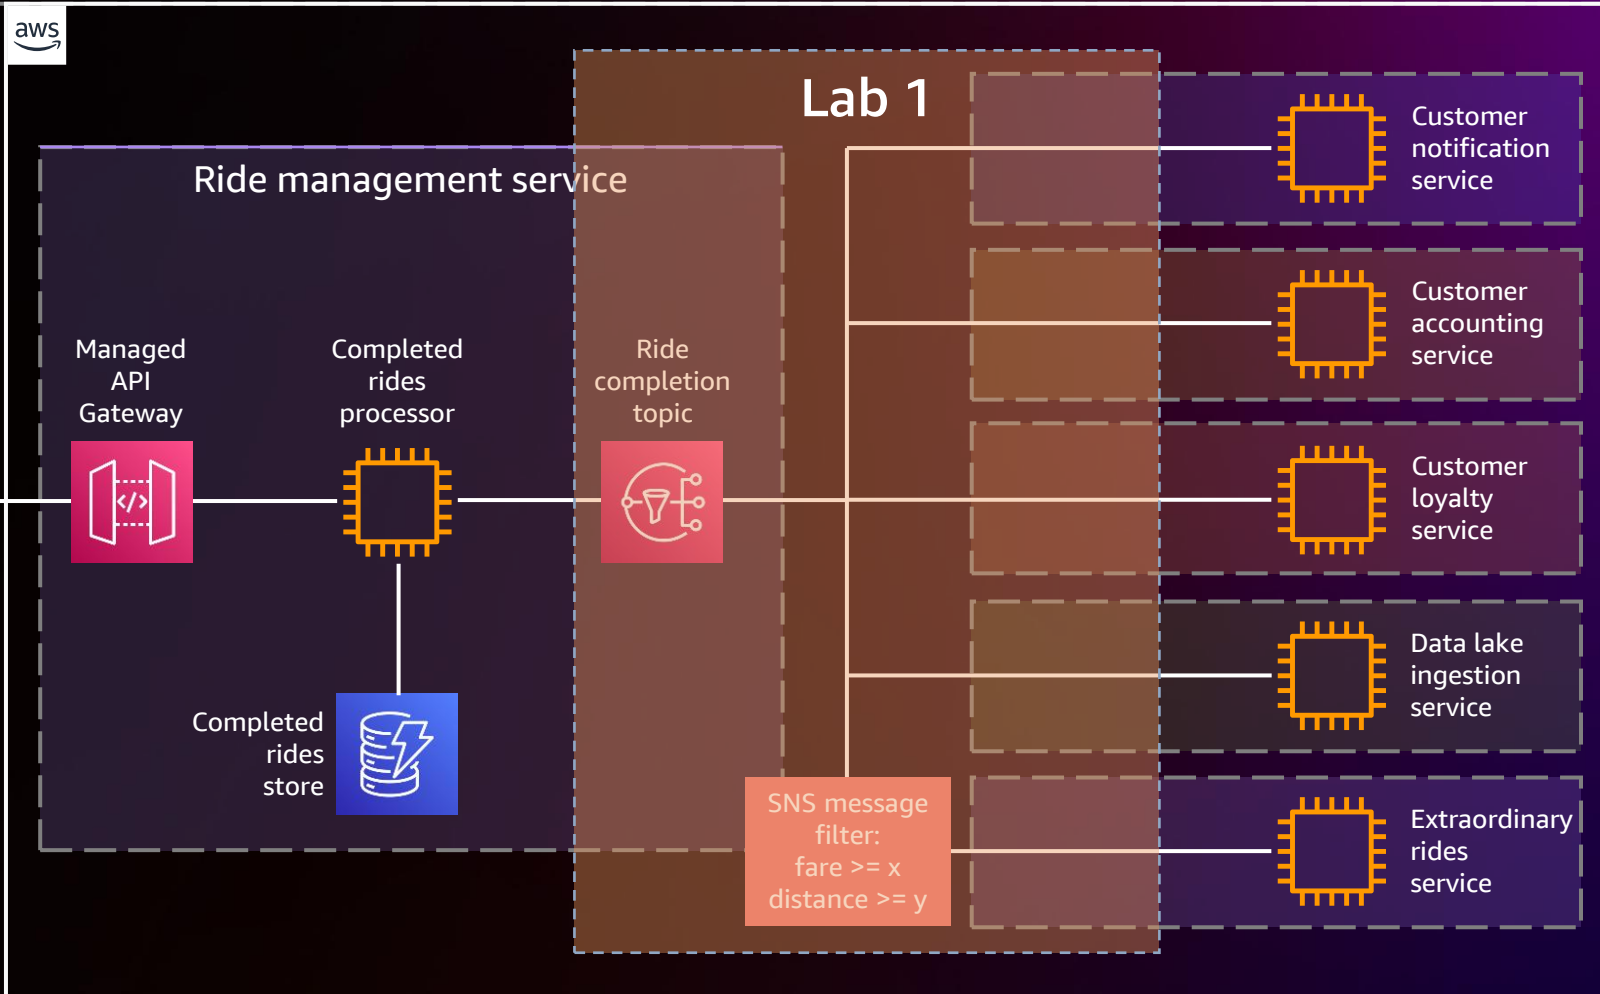 aws
Lab 1
Ride management service
Managed
API
Gateway
Completed
rides
processor
Ride
completion
topic
</>
Completed
rides
store
SNS message
filter:
fare >= x
distance >= y
Customer
notification
service
Customer
accounting
service
Customer
loyalty
service
Data lake
ingestion
service
Extraordinary
rides
service